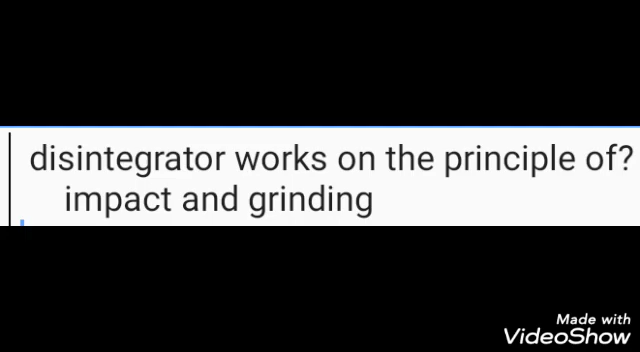 disintegrator works on the principle of?
impact and grinding
Made with
VideoShow